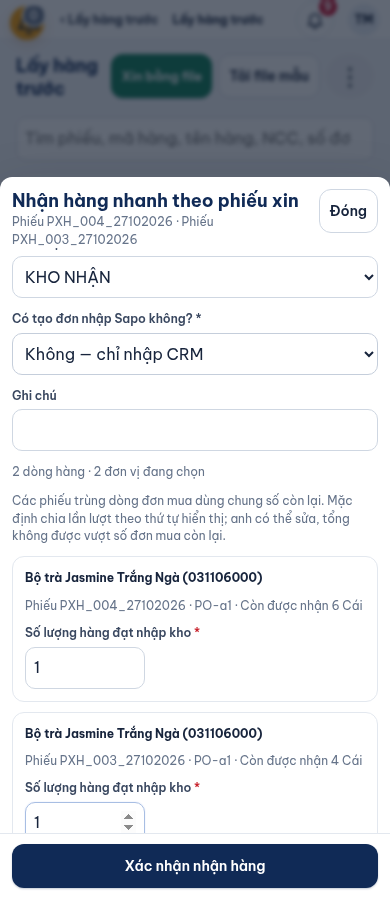 ‹ Lấy hàng trước Lấy hàng trước TM
Lấy hàng trước
Xin bằng file
Tải file mẫu
Tìm phiếu, mã hàng, tên hàng, NCC, số đơ
Nhận hàng nhanh theo phiếu xin
Phiếu PXH_004_27102026 · Phiếu
PXH_003_27102026
Đóng
KHO NHẬN
Có tạo đơn nhập Sapo không? *
Không — chỉ nhập CRM
Ghi chú
2 dòng hàng · 2 đơn vị đang chọn
Các phiếu trùng dòng đơn mua dùng chung số còn lại. Mặc
định chia lần lượt theo thứ tự hiển thị; anh có thể sửa, tổng
không được vượt số đơn mua còn lại.
Bộ trà Jasmine Trắng Ngà (031106000)
Phiếu PXH_004_27102026 · PO-a1 · Còn được nhận 6 Cái
Số lượng hàng đạt nhập kho *
1
Bộ trà Jasmine Trắng Ngà (031106000)
Phiếu PXH_003_27102026 · PO-a1 · Còn được nhận 4 Cái
Số lượng hàng đạt nhập kho *
1
Xác nhận nhận hàng